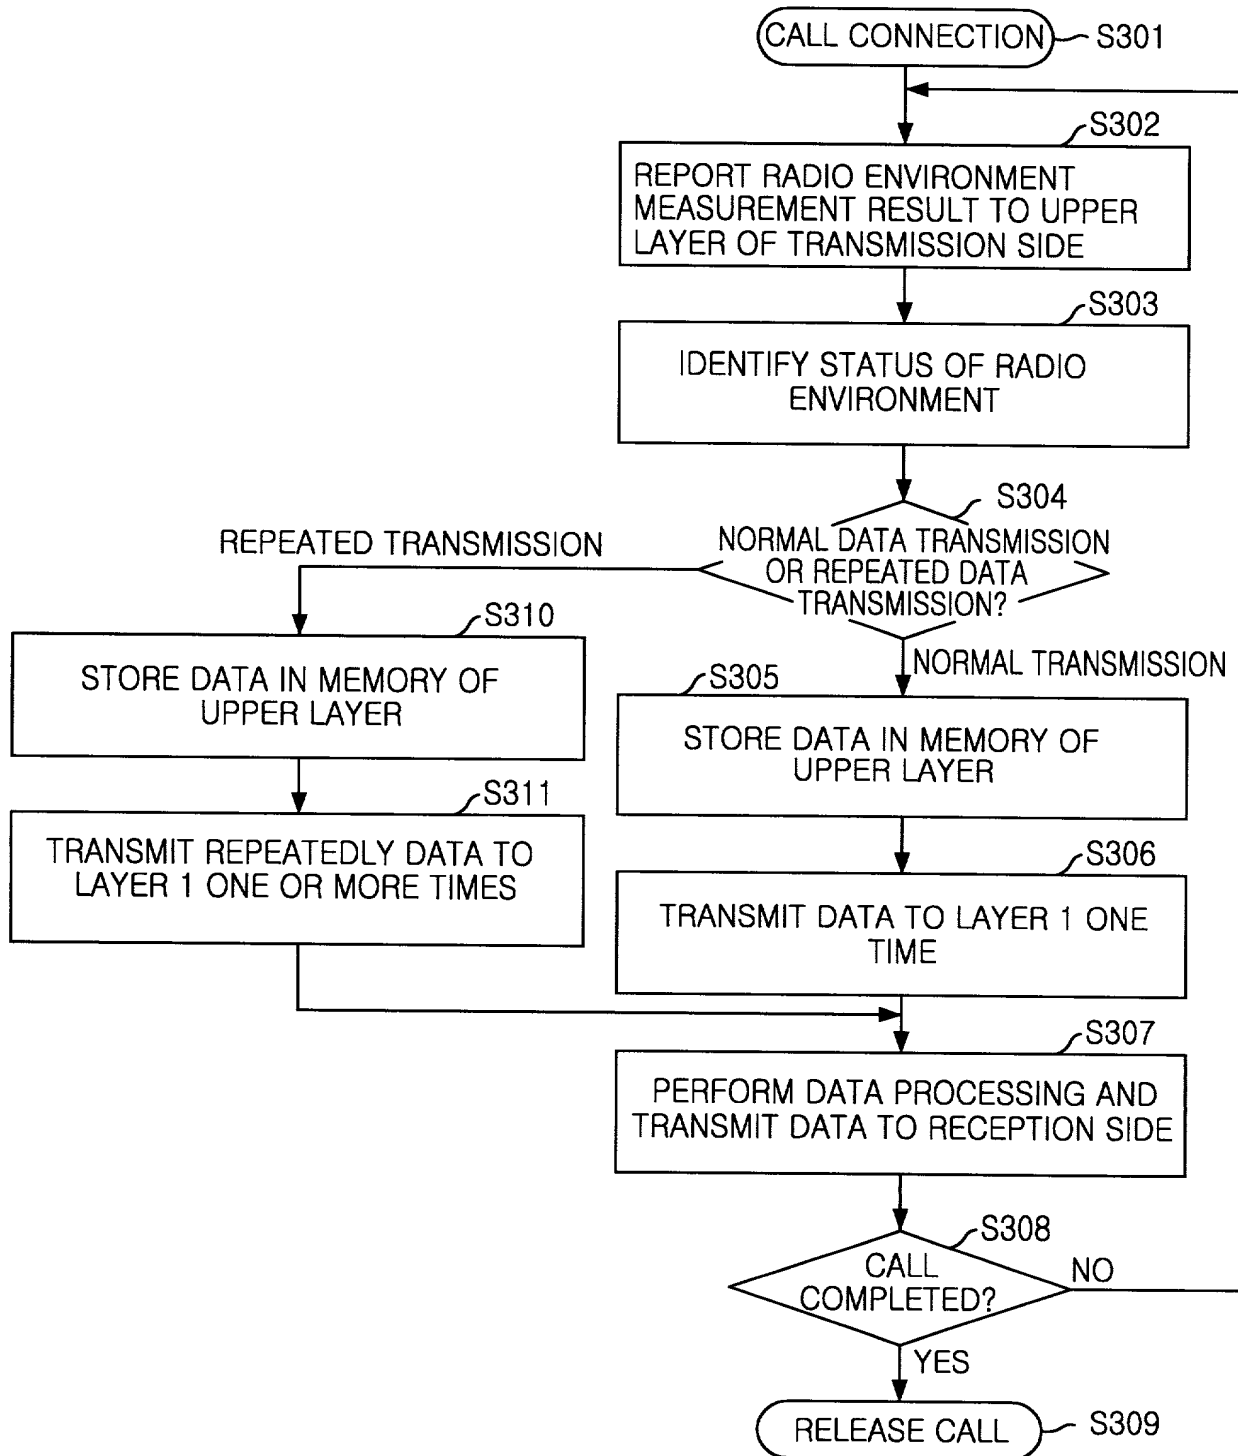 CALL CONNECTION
S301
S302
REPORT RADIO ENVIRONMENT
MEASUREMENT RESULT TO UPPER
LAYER OF TRANSMISSION SIDE
S303
IDENTIFY STATUS OF RADIO
ENVIRONMENT
S304
NORMAL DATA TRANSMISSION
OR REPEATED DATA
TRANSMISSION?
REPEATED TRANSMISSION
S310
STORE DATA IN MEMORY OF
UPPER LAYER
S311
TRANSMIT REPEATEDLY DATA TO
LAYER 1 ONE OR MORE TIMES
NORMAL TRANSMISSION
S305
STORE DATA IN MEMORY OF
UPPER LAYER
S306
TRANSMIT DATA TO LAYER 1 ONE
TIME
S307
PERFORM DATA PROCESSING AND
TRANSMIT DATA TO RECEPTION SIDE
S308
CALL
COMPLETED?
NO
YES
RELEASE CALL
S309